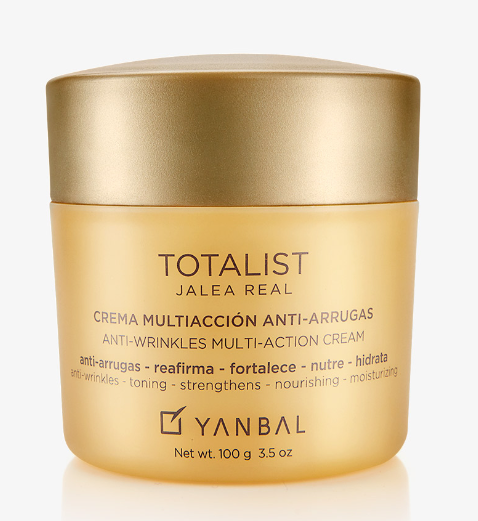 TOTALIST
JALEA REAL
CREMA MULTIACCIÓN ANTI-ARRUGAS
ANTI-WRINKLES MULTI-ACTION CREAM
anti-arrugas - reafirma - fortalece - nutre - hidrata
anti-wrinkles - toning - strengthens - nourishing - moisturizing
YANBAL
Net wt. 100 g 3.5 oz